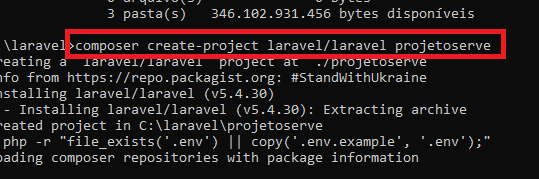 3 pasta(s) 346.102.931.456 bytes disponíveis
:\laravel>composer create-project laravel/laravel projetoserve
reating a "laravel/laravel" project at "./projetoserve"
nfo from https://repo.packagist.org: #StandWithUkraine
nstalling laravel/laravel (v5.4.30)
- Installing laravel/laravel (v5.4.30): Extracting archive
reated project in C:\laravel\projetoserve
php -r "file_exists('.env') || copy('.env.example', '.env');"
oading composer repositories with package information